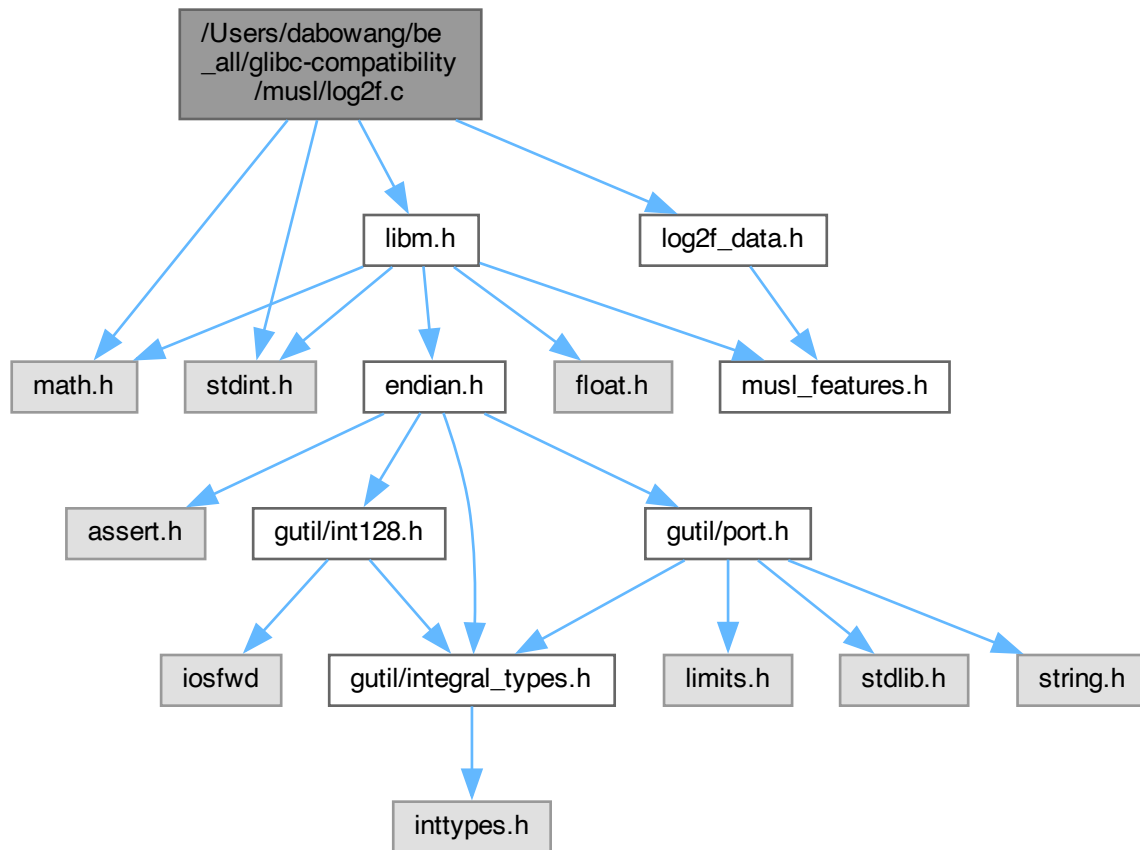 /Users/dabowang/be
_all/glibc-compatibility
/musl/log2f.c
libm.h
log2f_data.h
math.h
stdint.h
endian.h
float.h
musl_features.h
assert.h
gutil/int128.h
gutil/port.h
iosfwd
gutil/integral_types.h
limits.h
stdlib.h
string.h
inttypes.h